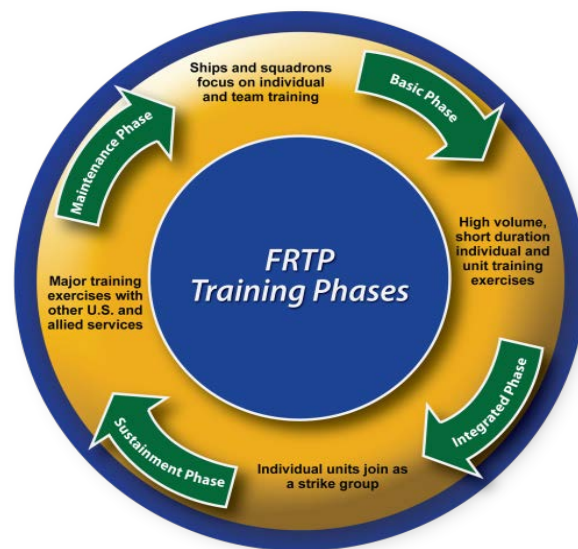 Ships and squadrons
focus on individual
and team training
Basic Phase
High volume,
short duration
individual and
unit training
exercises
Integrated Phase
Individual units join as
a strike group
Sustainment Phase
Major training
exercises with
other U.S. and
allied services
Maintenance Phase
FRTP
Training Phases